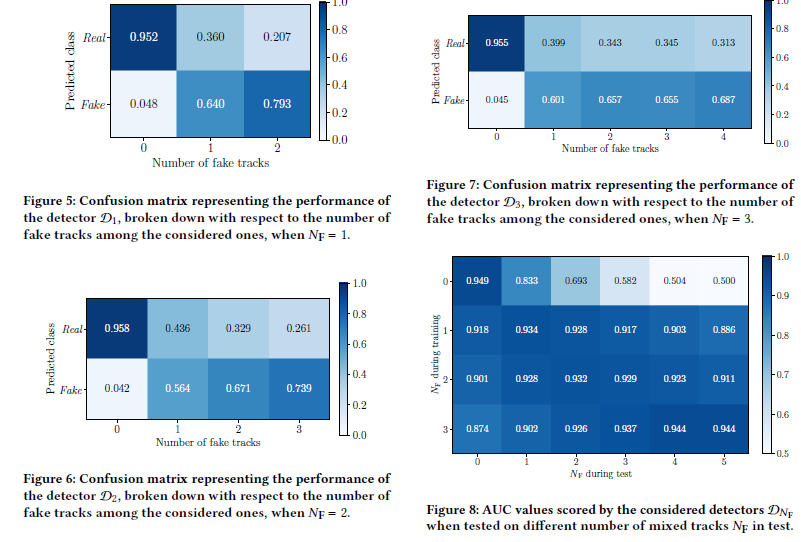 1.0
0.8
0.6
0.4
0.2
0.0
Predicted class
Real
0.952 0.360 0.207
Fake
0.048 0.640 0.793
0 1 2
Number of fake tracks
Figure 5: Confusion matrix representing the performance of
the detector 𝒟1, broken down with respect to the number of
fake tracks among the considered ones, when NF = 1.
1.0
0.8
0.6
0.4
0.2
0.0
Predicted class
Real
0.958 0.436 0.329 0.261
Fake
0.042 0.564 0.671 0.739
0 1 2 3
Number of fake tracks
Figure 6: Confusion matrix representing the performance of
the detector 𝒟2, broken down with respect to the number of
fake tracks among the considered ones, when NF = 2.
1.0
0.8
0.6
0.4
0.2
0.0
Predicted class
Real
0.955 0.399 0.343 0.345 0.313
Fake
0.045 0.601 0.657 0.655 0.687
0 1 2 3 4
Number of fake tracks
Figure 7: Confusion matrix representing the performance of
the detector 𝒟3, broken down with respect to the number of
fake tracks among the considered ones, when NF = 3.
1.0
0.9
0.8
0.7
0.6
0.5
NF during training
0 0.949 0.833 0.693 0.582 0.504 0.500
1 0.918 0.934 0.928 0.917 0.903 0.886
2 0.901 0.928 0.932 0.929 0.923 0.911
3 0.874 0.902 0.926 0.937 0.944 0.944
0 1 2 3 4 5
NF during test
Figure 8: AUC values scored by the considered detectors 𝒟NF
when tested on different number of mixed tracks NF in test.